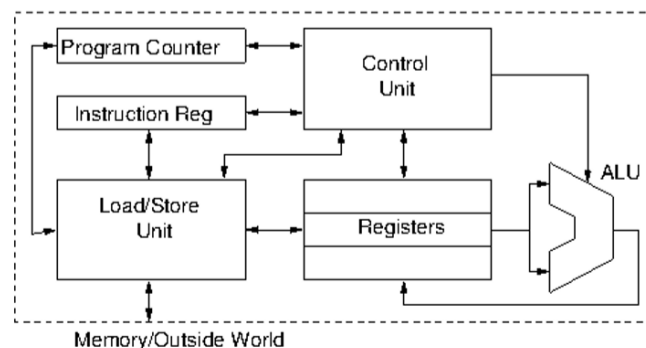 Program Counter
Control
Unit
Instruction Reg
ALU
Load/Store
Unit
Registers
Memory/Outside World